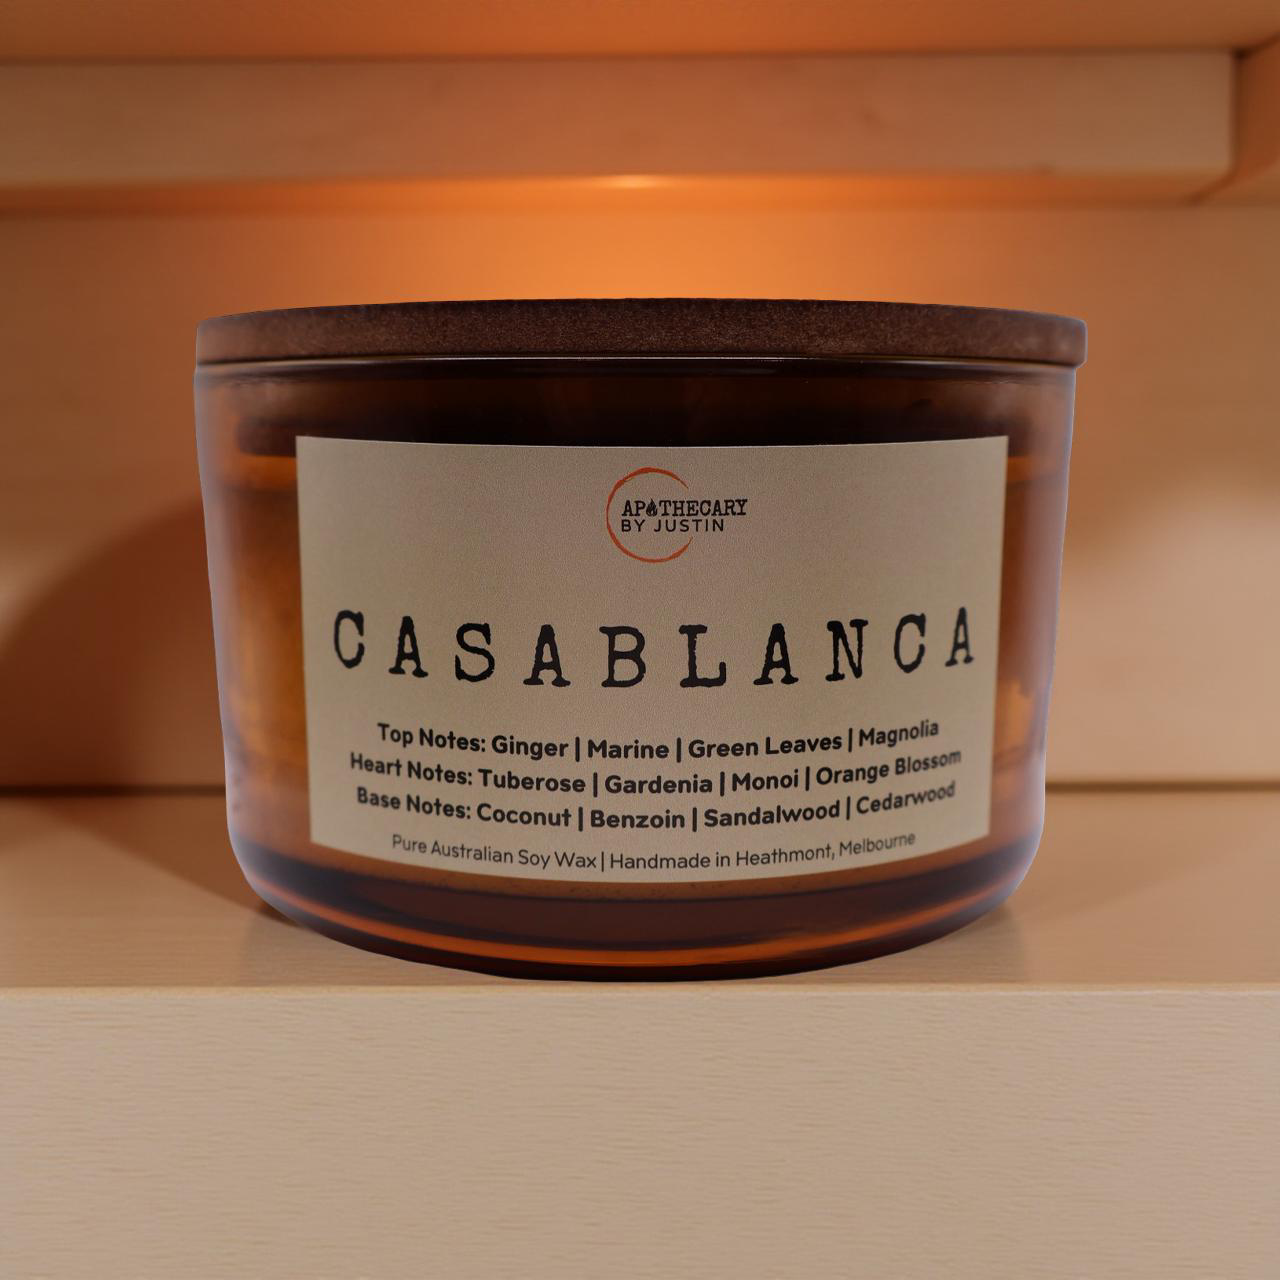 APOTHECARY
BY JUSTIN
CASABLANCA
Top Notes: Ginger | Marine | Green Leaves | Magnolia
Heart Notes: Tuberose | Gardenia | Monoi | Orange Blossom
Base Notes: Coconut | Benzoin | Sandalwood | Cedarwood
Pure Australian Soy Wax | Handmade in Heathmont, Melbourne